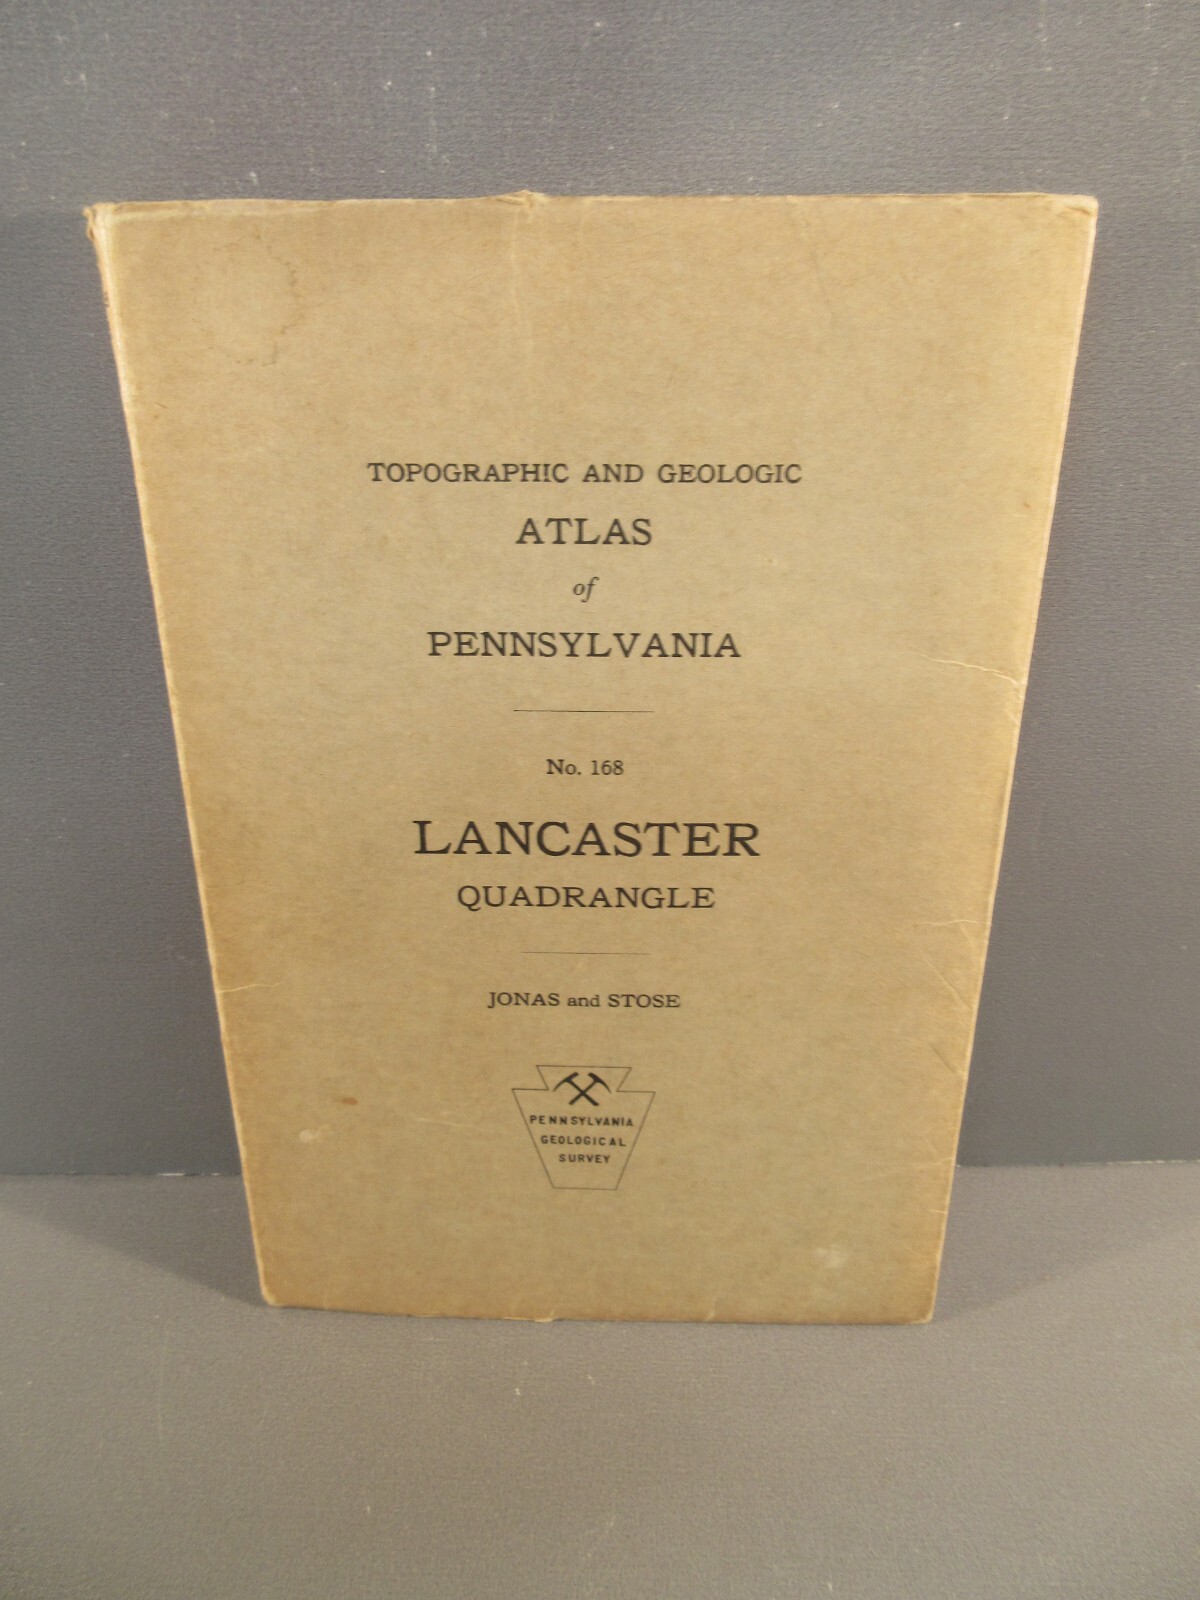 TOPOGRAPHIC AND GEOLOGIC
ATLAS
of
PENNSYLVANIA
No. 168
LANCASTER
QUADRANGLE
JONAS and STOSE
PENNSYLVANIA
GEOLOGICAL
SURVEY